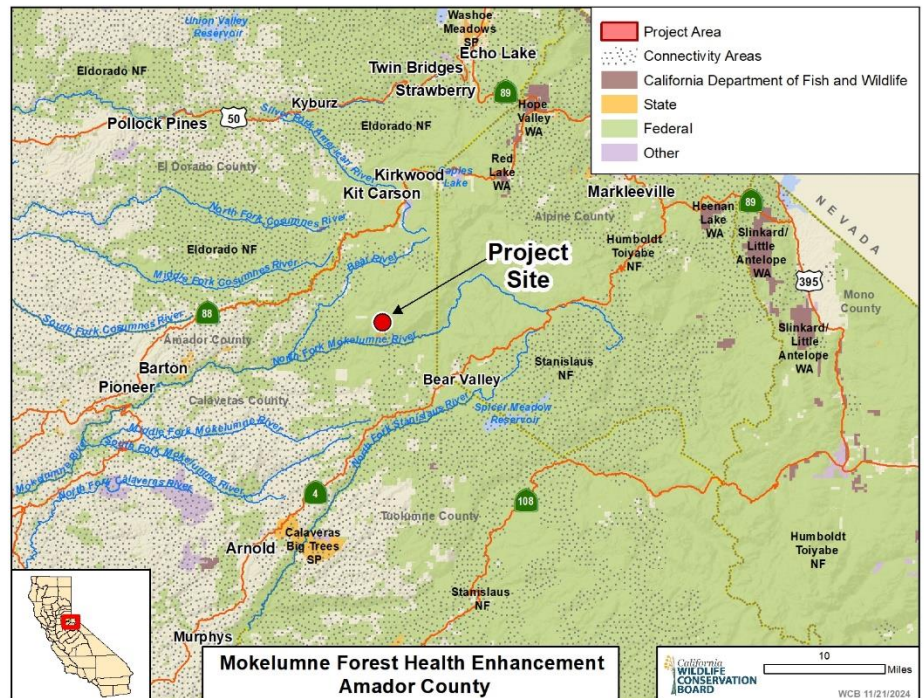 Union Valley
Reservoir
Washoe
Meadows
SP
Echo Lake
Twin Bridges
Strawberry
Eldorado NF
Kyburz
50
Pollock Pines
Silver Fork American River
Eldorado NF
89
Hope
Valley
WA
El Dorado County
Kirkwood
Kit Carson
Caples
Lake
Red
Lake
WA
Markleeville
Alpine County
Heenan
Lake
WA
89
Slinkard/
Little
Antelope
WA
NEVADA
North Fork Cosumnes River
Eldorado NF
Middle Fork Cosumnes River
South Fork Cosumnes River
Bear River
Project
Site
Humboldt
Toiyabe
NF
395
Mono
County
Slinkard/
Little
Antelope
WA
88
Amador County
North Fork Mokelumne River
Barton
Pioneer
Bear Valley
Stanislaus
NF
Calaveras County
Spicer Meadow
Reservoir
Middle Fork Mokelumne River
South Fork Mokelumne River
Mokelumne River
North Fork Calaveras River
North Fork Stanislaus River
4
108
Tuolumne County
Arnold
Calaveras
Big Trees
SP
Stanislaus
NF
Humboldt
Toiyabe
NF
Murphys
Project Area
Connectivity Areas
California Department of Fish and Wildlife
State
Federal
Other
Mokelumne Forest Health Enhancement
Amador County
California
WILDLIFE
CONSERVATION
BOARD
10
Miles
WCB 11/21/2024